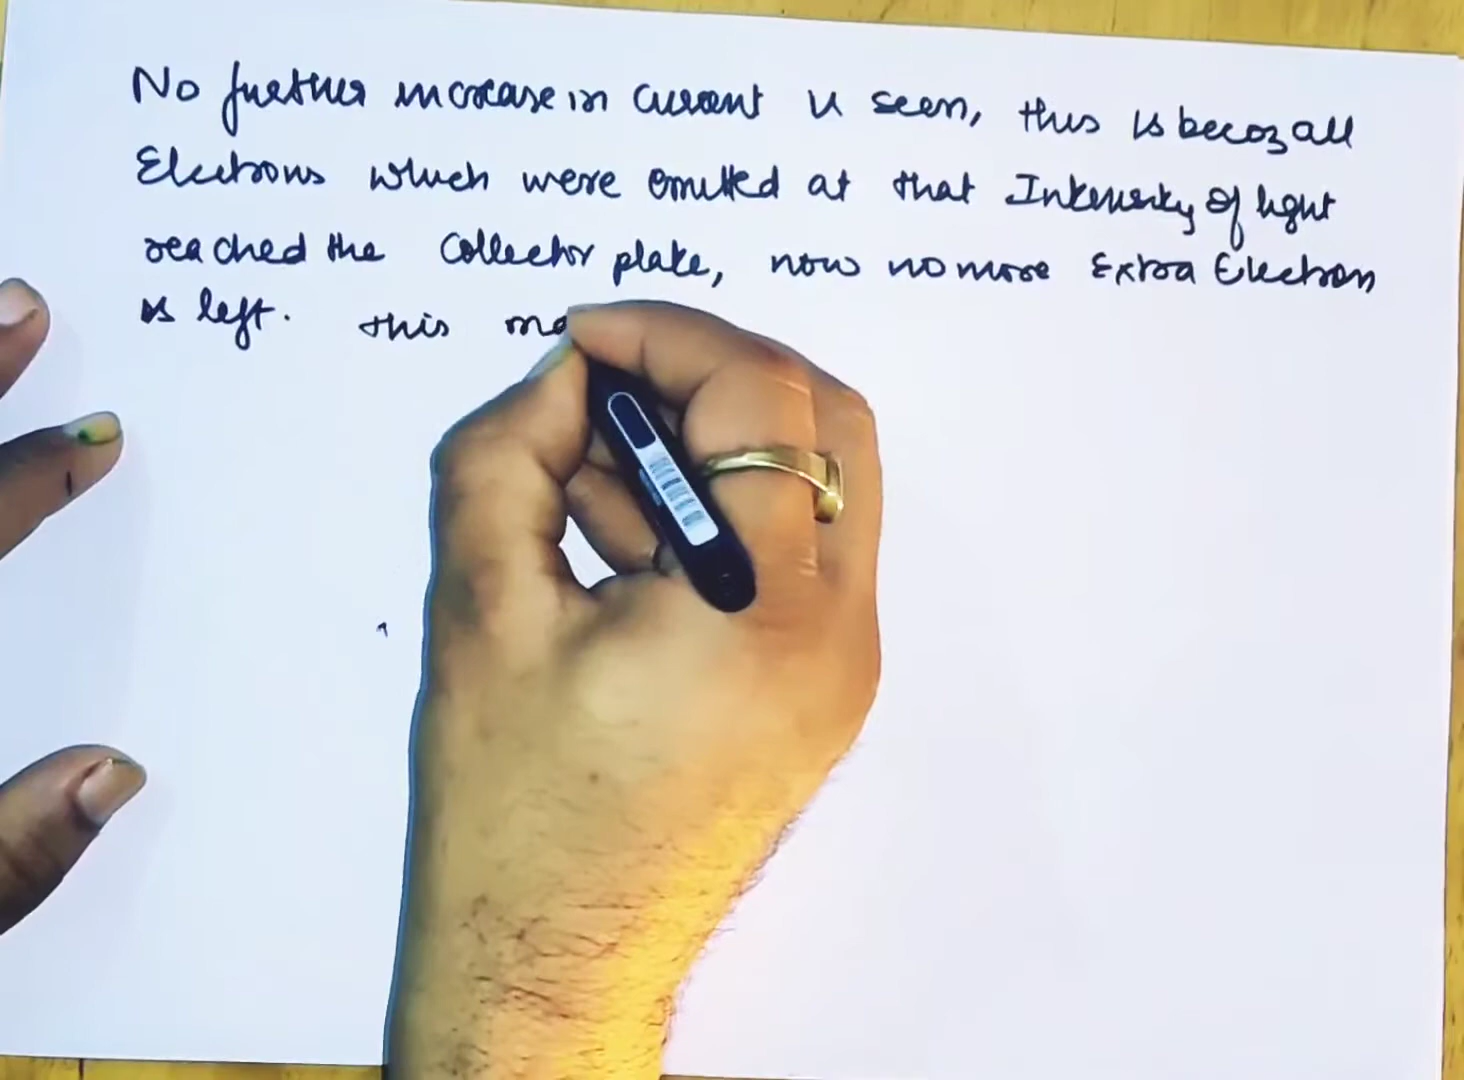 No further increase in current is seen, this is becoz all
Electrons which were emitted at that Intensity of light
reached the Collector plate, now no more Extra Electron
is left. this